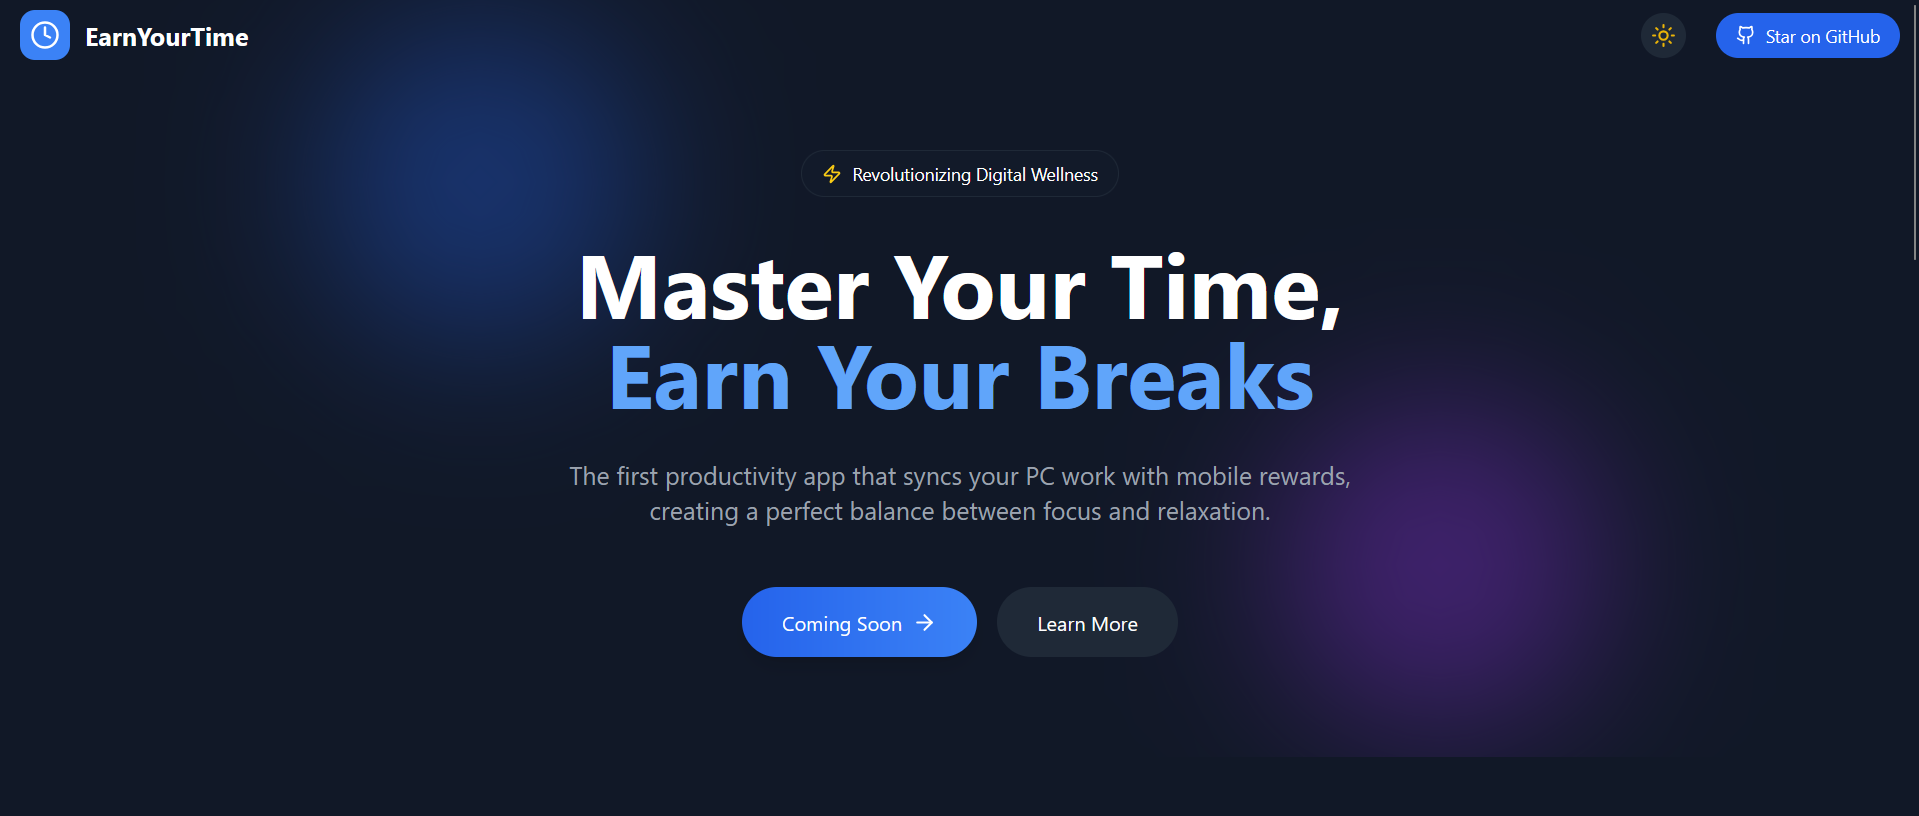 EarnYourTime
Star on GitHub
Revolutionizing Digital Wellness
Master Your Time,
Earn Your Breaks
The first productivity app that syncs your PC work with mobile rewards,
creating a perfect balance between focus and relaxation.
Coming Soon
Learn More